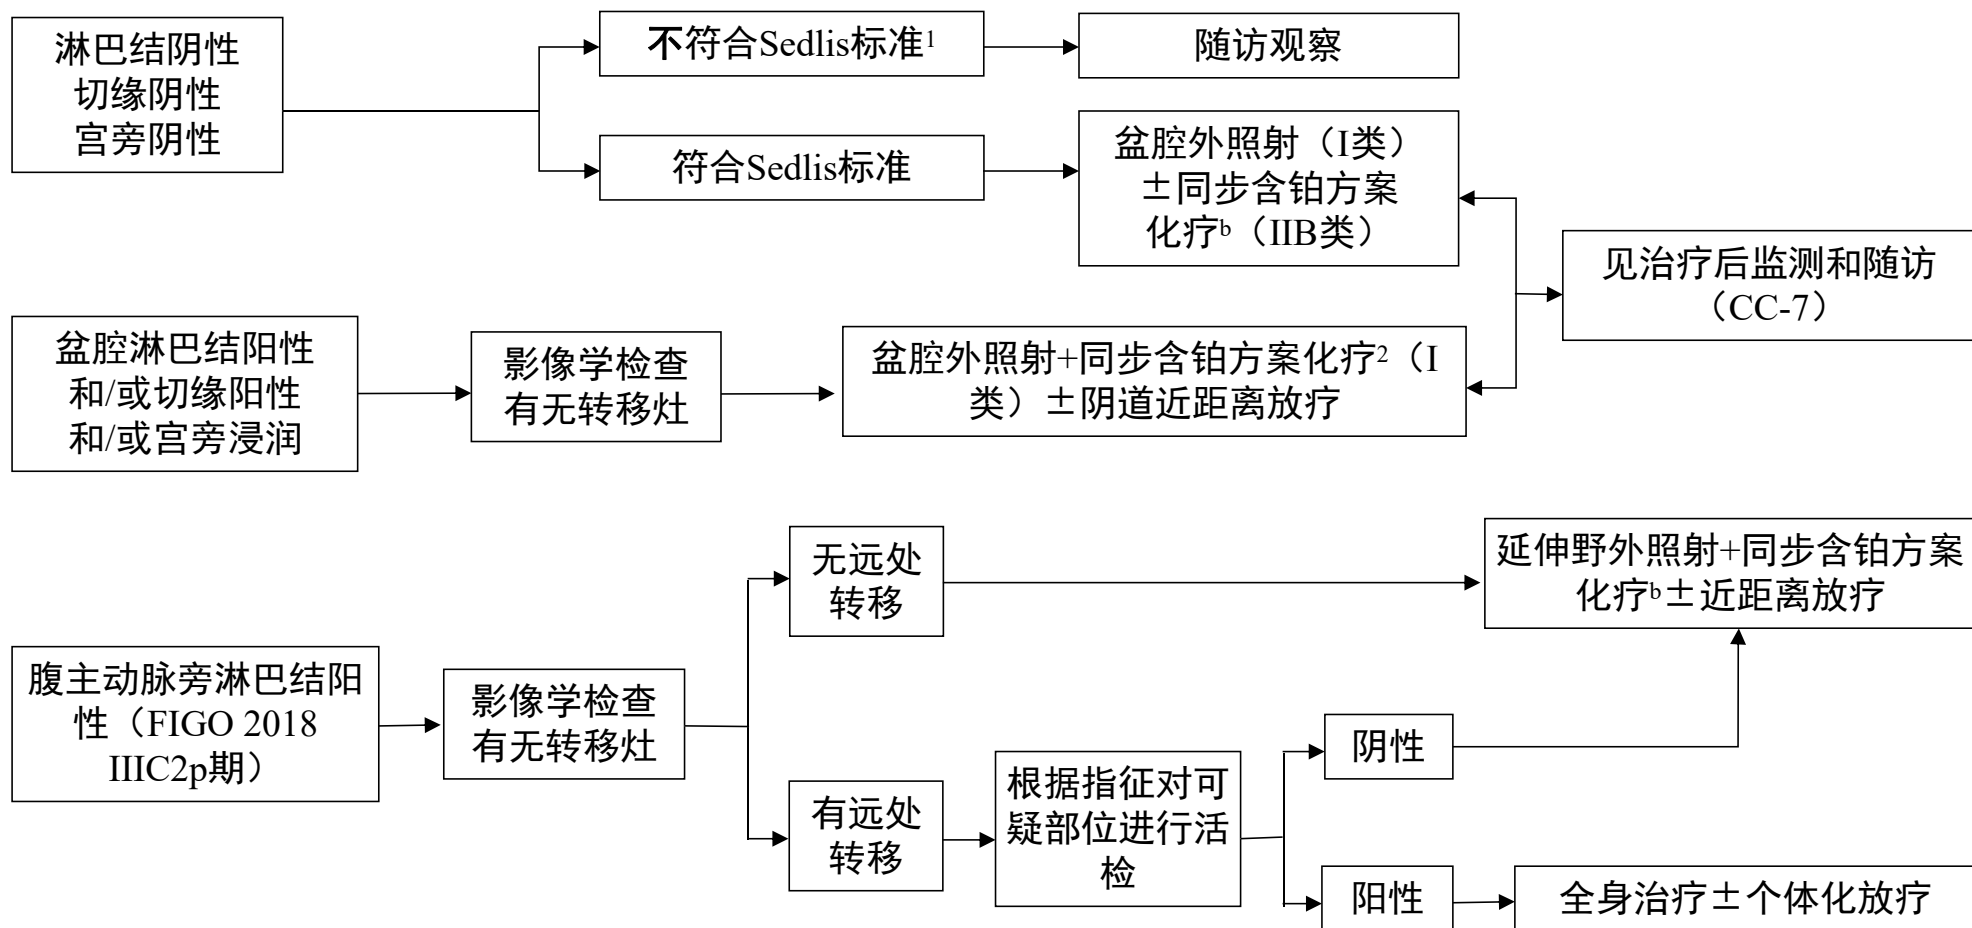 淋巴结阴性
切缘阴性
宫旁阴性
不符合Sedlis标准1
随访观察
符合Sedlis标准
盆腔外照射（I类）
±同步含铂方案
化疗b（IIB类）
见治疗后监测和随访
（CC-7）
盆腔淋巴结阳性
和/或切缘阳性
和/或宫旁浸润
影像学检查
有无转移灶
盆腔外照射+同步含铂方案化疗2（I
类）±阴道近距离放疗
腹主动脉旁淋巴结阳
性（FIGO 2018
IIIC2p期）
影像学检查
有无转移灶
无远处
转移
延伸野外照射+同步含铂方案
化疗b±近距离放疗
有远处
转移
根据指征对可
疑部位进行活
检
阴性
阳性
全身治疗±个体化放疗